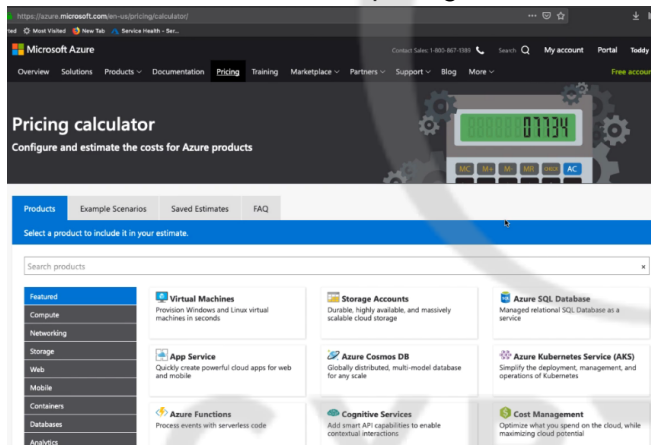 https://azure.microsoft.com/en-us/pricing/calculator/
Most Visited New Tab Service Health - Ser...
Microsoft Azure
Contact Sales: 1-800-867-1389 Search My account Portal Toddy
Overview Solutions Products Documentation Pricing Training Marketplace Partners Support Blog More Free accoun
Pricing calculator
Configure and estimate the costs for Azure products
07734
MC M+ M- MR AC
Products Example Scenarios Saved Estimates FAQ
Select a product to include it in your estimate.
Search products
Featured
Compute
Networking
Storage
Web
Mobile
Containers
Databases
Analytics
Virtual Machines
Provision Windows and Linux virtual
machines in seconds
Storage Accounts
Durable, highly available, and massively
scalable cloud storage
Azure SQL Database
Managed relational SQL Database as a
service
App Service
Quickly create powerful cloud apps for web
and mobile
Azure Cosmos DB
Globally distributed, multi-model database
for any scale
Azure Kubernetes Service (AKS)
Simplify the deployment, management, and
operations of Kubernetes
Azure Functions
Process events with serverless code
Cognitive Services
Add smart API capabilities to enable
contextual interactions
Cost Management
Optimize what you spend on the cloud, while
maximizing cloud potential